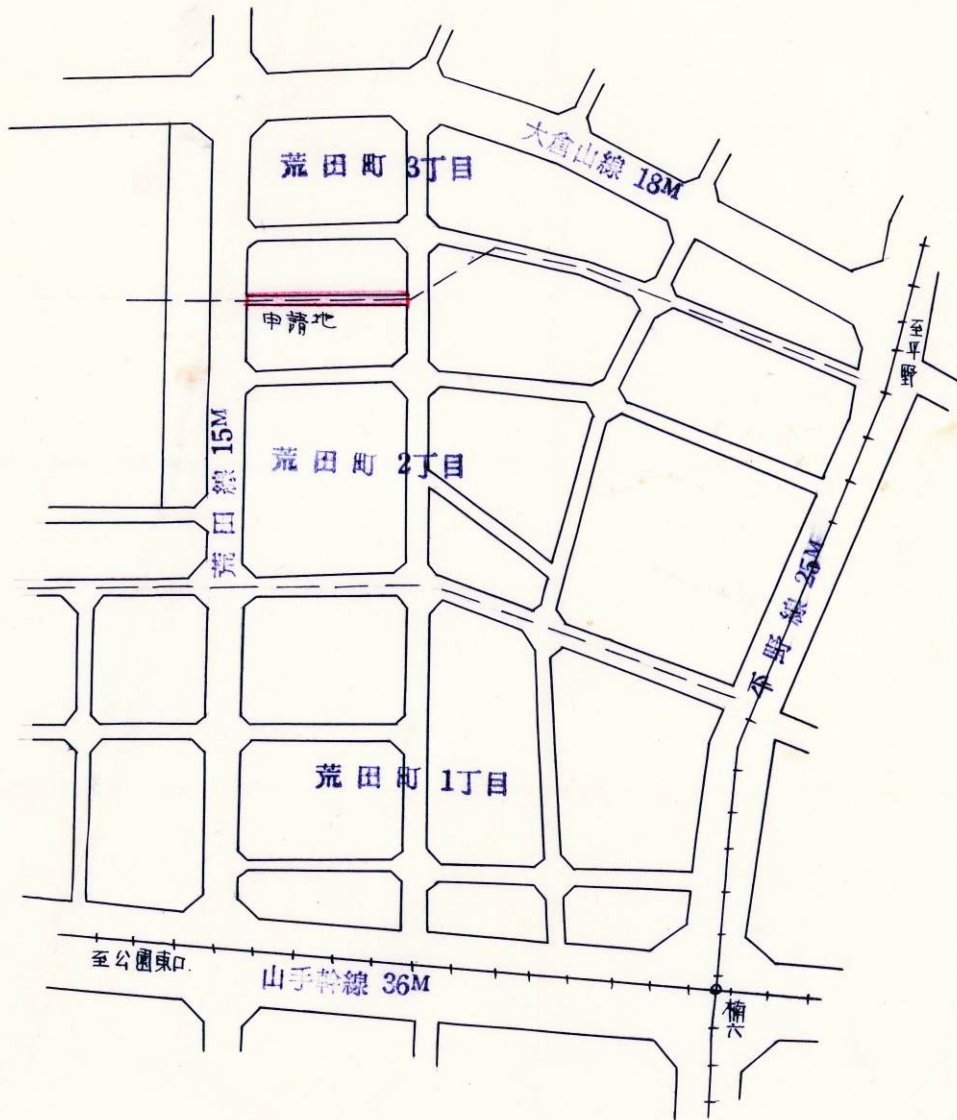 大倉山線 18M
荒田町 3丁目
至平野
申請地
荒田線 15M
荒田町 2丁目
平野線 25M
荒田町 1丁目
至公園東口.
山手幹線 36M
楠六